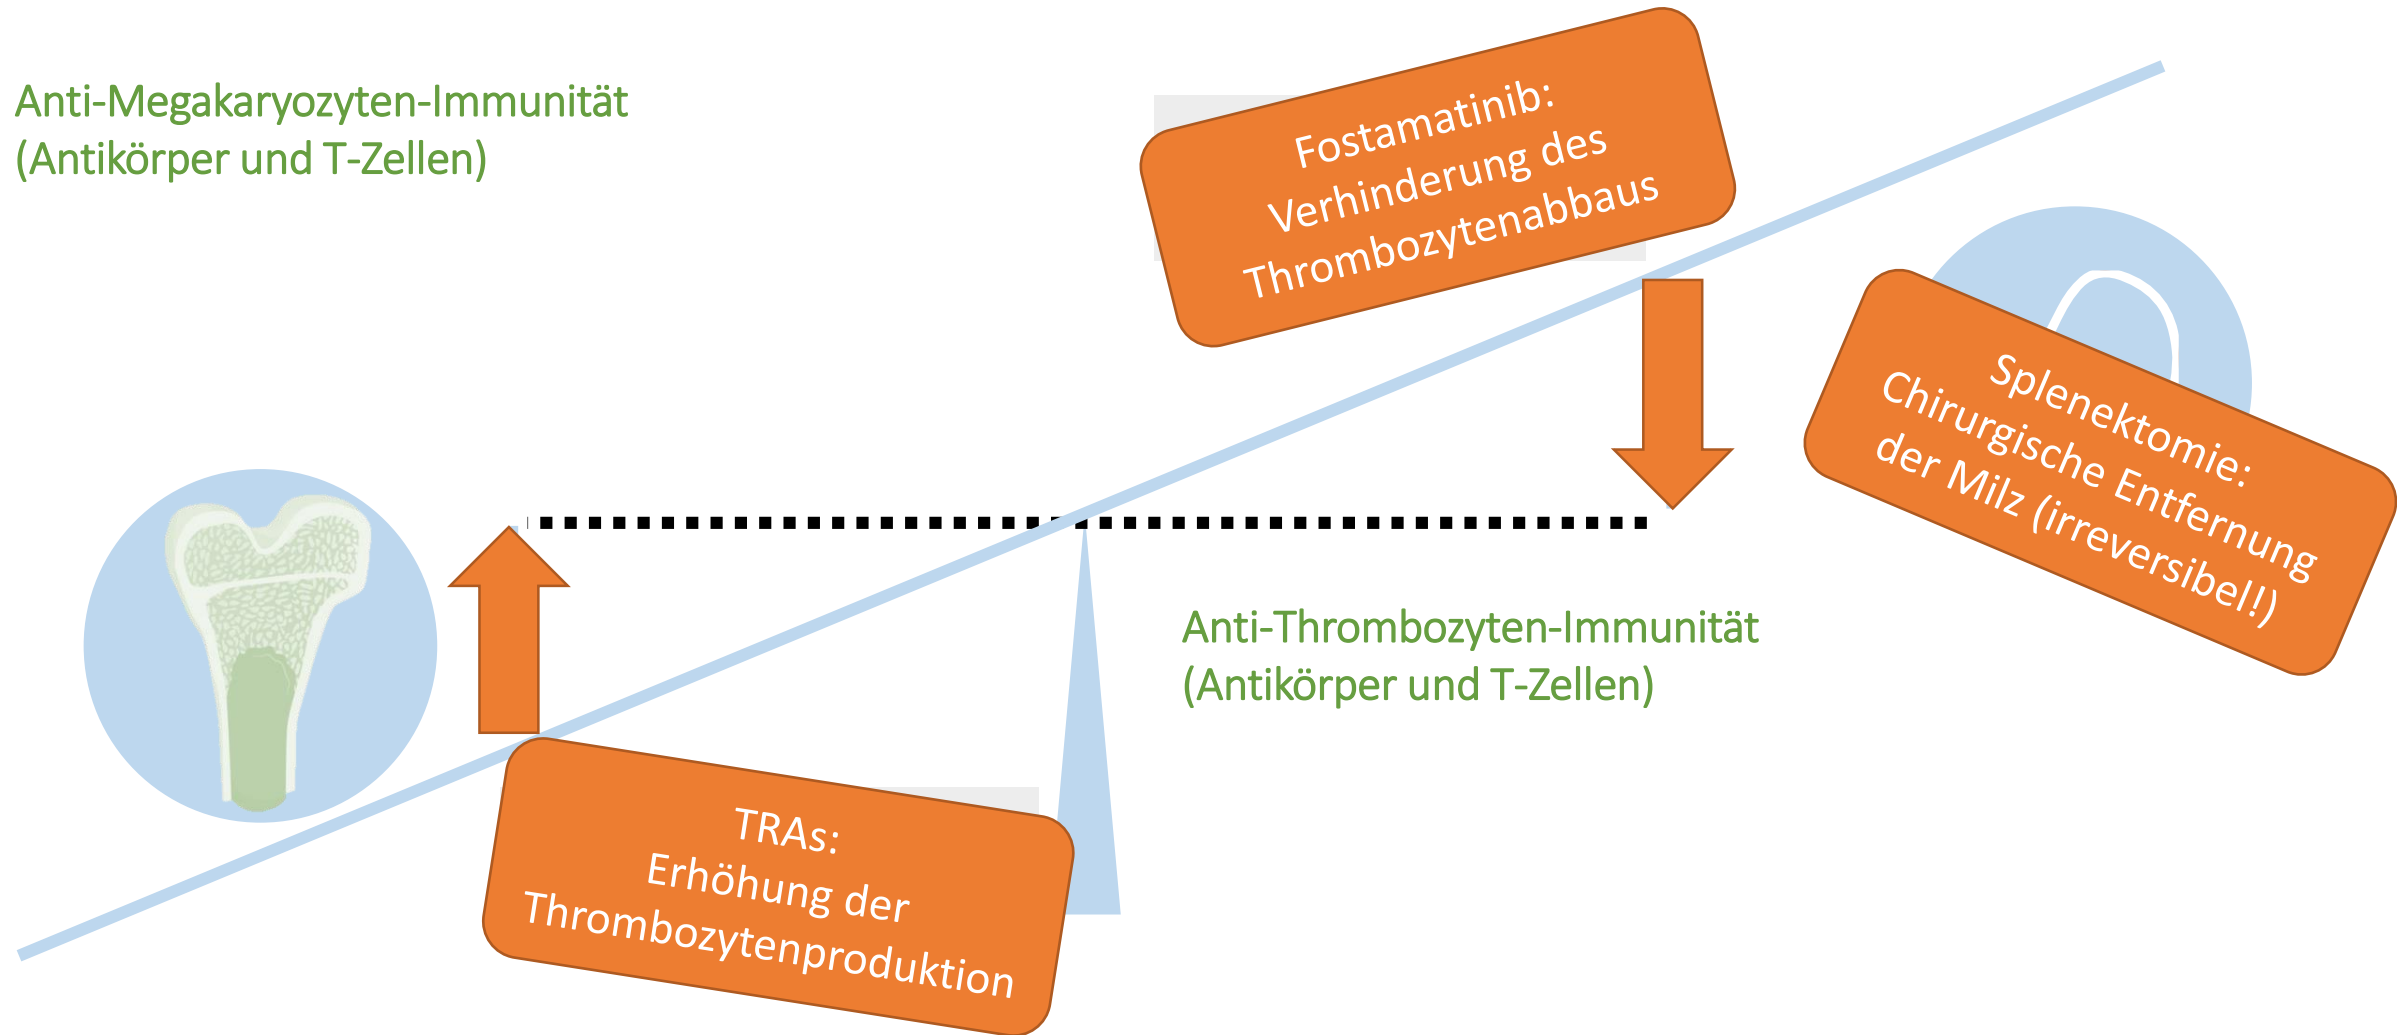 Anti-Megakaryozyten-Immunität
(Antikörper und T-Zellen)
Fostamatinib:
Verhinderung des
Thrombozytenabbaus
Splenektomie:
Chirurgische Entfernung
der Milz (irreversibel!)
Anti-Thrombozyten-Immunität
(Antikörper und T-Zellen)
TRAs:
Erhöhung der
Thrombozytenproduktion